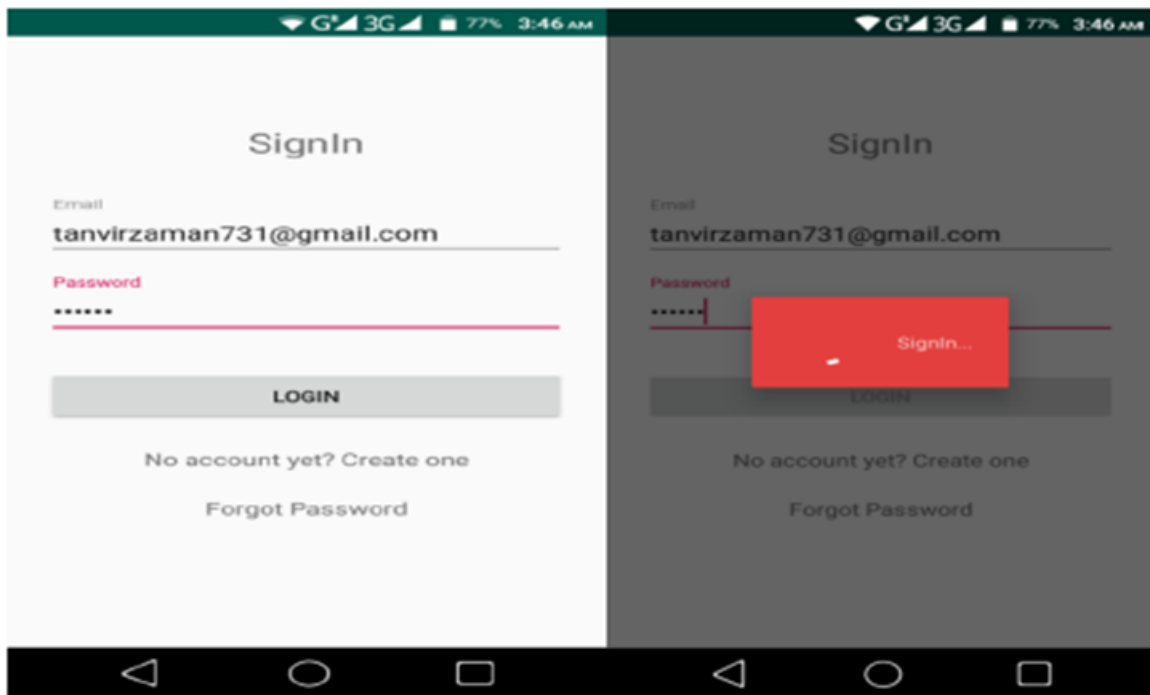 G 3G 77% 3:46 AM
SignIn
Email
tanvirzaman731@gmail.com
Password
••••••
LOGIN
No account yet? Create one
Forgot Password
G 3G 77% 3:46 AM
SignIn
Email
tanvirzaman731@gmail.com
Password
••••••
SignIn...
LOGIN
No account yet? Create one
Forgot Password